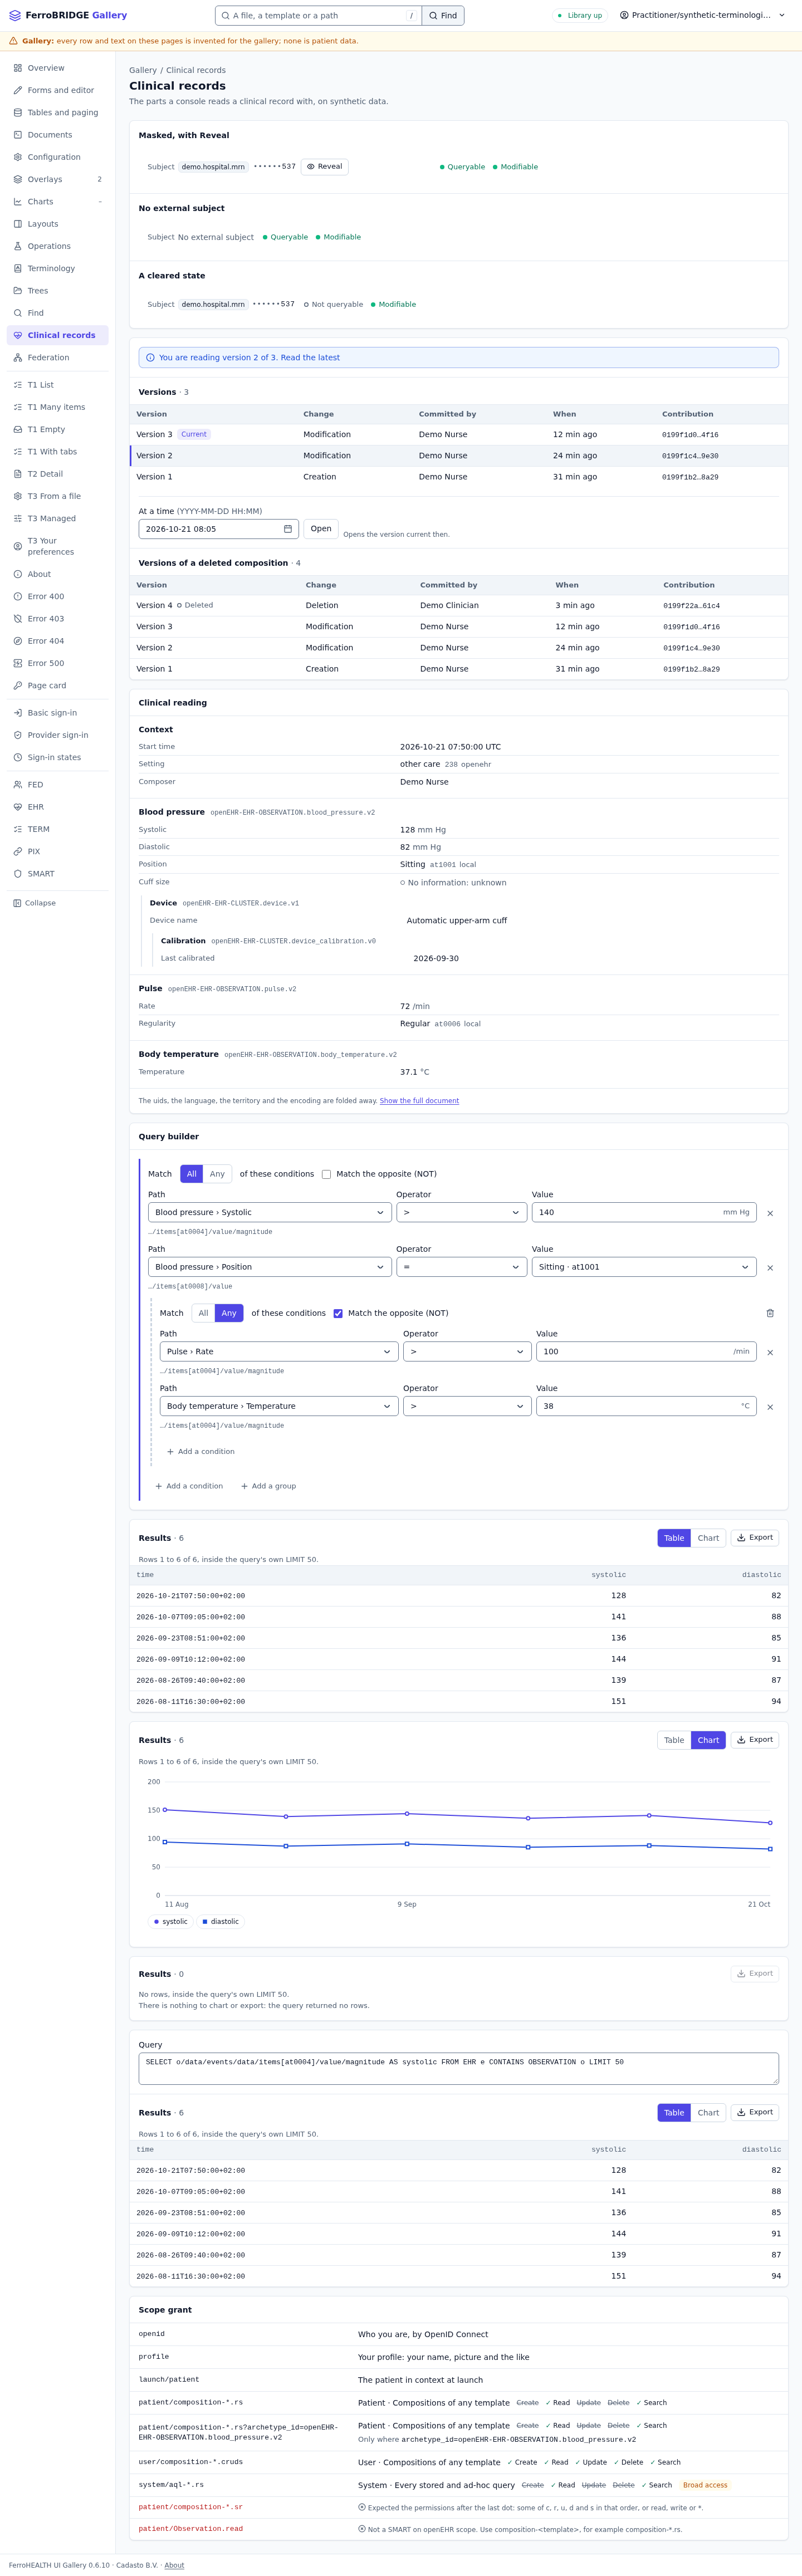 FerroBRIDGE Gallery
A file, a template or a path
/
Find
Library up
Practitioner/synthetic-terminologi...
Gallery: every row and text on these pages is invented for the gallery; none is patient data.
Overview
Forms and editor
Tables and paging
Documents
Configuration
Overlays 2
Charts –
Layouts
Operations
Terminology
Trees
Find
Clinical records
Federation
T1 List
T1 Many items
T1 Empty
T1 With tabs
T2 Detail
T3 From a file
T3 Managed
T3 Your
preferences
About
Error 400
Error 403
Error 404
Error 500
Page card
Basic sign-in
Provider sign-in
Sign-in states
FED
EHR
TERM
PIX
SMART
Collapse
Gallery / Clinical records
Clinical records
The parts a console reads a clinical record with, on synthetic data.
Masked, with Reveal
Subject demo.hospital.mrn ••••••537 Reveal Queryable Modifiable
No external subject
Subject No external subject Queryable Modifiable
A cleared state
Subject demo.hospital.mrn ••••••537 Not queryable Modifiable
You are reading version 2 of 3. Read the latest
Versions · 3
Version Change Committed by When Contribution
Version 3 Current Modification Demo Nurse 12 min ago 0199f1d0…4f16
Version 2 Modification Demo Nurse 24 min ago 0199f1c4…9e30
Version 1 Creation Demo Nurse 31 min ago 0199f1b2…8a29
At a time (YYYY-MM-DD HH:MM)
2026-10-21 08:05 Open Opens the version current then.
Versions of a deleted composition · 4
Version Change Committed by When Contribution
Version 4 Deleted Deletion Demo Clinician 3 min ago 0199f22a…61c4
Version 3 Modification Demo Nurse 12 min ago 0199f1d0…4f16
Version 2 Modification Demo Nurse 24 min ago 0199f1c4…9e30
Version 1 Creation Demo Nurse 31 min ago 0199f1b2…8a29
Clinical reading
Context
Start time 2026-10-21 07:50:00 UTC
Setting other care 238 openehr
Composer Demo Nurse
Blood pressure openEHR-EHR-OBSERVATION.blood_pressure.v2
Systolic 128 mm Hg
Diastolic 82 mm Hg
Position Sitting at1001 local
Cuff size No information: unknown
Device openEHR-EHR-CLUSTER.device.v1
Device name Automatic upper-arm cuff
Calibration openEHR-EHR-CLUSTER.device_calibration.v0
Last calibrated 2026-09-30
Pulse openEHR-EHR-OBSERVATION.pulse.v2
Rate 72 /min
Regularity Regular at0006 local
Body temperature openEHR-EHR-OBSERVATION.body_temperature.v2
Temperature 37.1 °C
The uids, the language, the territory and the encoding are folded away. Show the full document
Query builder
Match All Any of these conditions Match the opposite (NOT)
Path Operator Value
Blood pressure › Systolic > 140 mm Hg
…/items[at0004]/value/magnitude
Path Operator Value
Blood pressure › Position = Sitting · at1001
…/items[at0008]/value
Match All Any of these conditions Match the opposite (NOT)
Path Operator Value
Pulse › Rate > 100 /min
…/items[at0004]/value/magnitude
Path Operator Value
Body temperature › Temperature > 38 °C
…/items[at0004]/value/magnitude
Add a condition
Add a condition Add a group
Results · 6 Table Chart Export
Rows 1 to 6 of 6, inside the query's own LIMIT 50.
time systolic diastolic
2026-10-21T07:50:00+02:00 128 82
2026-10-07T09:05:00+02:00 141 88
2026-09-23T08:51:00+02:00 136 85
2026-09-09T10:12:00+02:00 144 91
2026-08-26T09:40:00+02:00 139 87
2026-08-11T16:30:00+02:00 151 94
Results · 6 Table Chart Export
Rows 1 to 6 of 6, inside the query's own LIMIT 50.
200
150
100
50
0
11 Aug 9 Sep 21 Oct
systolic diastolic
Results · 0 Export
No rows, inside the query's own LIMIT 50.
There is nothing to chart or export: the query returned no rows.
Query
SELECT o/data/events/data/items[at0004]/value/magnitude AS systolic FROM EHR e CONTAINS OBSERVATION o LIMIT 50
Results · 6 Table Chart Export
Rows 1 to 6 of 6, inside the query's own LIMIT 50.
time systolic diastolic
2026-10-21T07:50:00+02:00 128 82
2026-10-07T09:05:00+02:00 141 88
2026-09-23T08:51:00+02:00 136 85
2026-09-09T10:12:00+02:00 144 91
2026-08-26T09:40:00+02:00 139 87
2026-08-11T16:30:00+02:00 151 94
Scope grant
openid Who you are, by OpenID Connect
profile Your profile: your name, picture and the like
launch/patient The patient in context at launch
patient/composition-*.rs Patient · Compositions of any template Create ✓ Read Update Delete ✓ Search
patient/composition-*.rs?archetype_id=openEHR-
EHR-OBSERVATION.blood_pressure.v2
Patient · Compositions of any template Create ✓ Read Update Delete ✓ Search
Only where archetype_id=openEHR-EHR-OBSERVATION.blood_pressure.v2
user/composition-*.cruds User · Compositions of any template ✓ Create ✓ Read ✓ Update ✓ Delete ✓ Search
system/aql-*.rs System · Every stored and ad-hoc query Create ✓ Read Update Delete ✓ Search Broad access
patient/composition-*.sr Expected the permissions after the last dot: some of c, r, u, d and s in that order, or read, write or *.
patient/Observation.read Not a SMART on openEHR scope. Use composition-<template>, for example composition-*.rs.
FerroHEALTH UI Gallery 0.6.10 · Cadasto B.V. · About